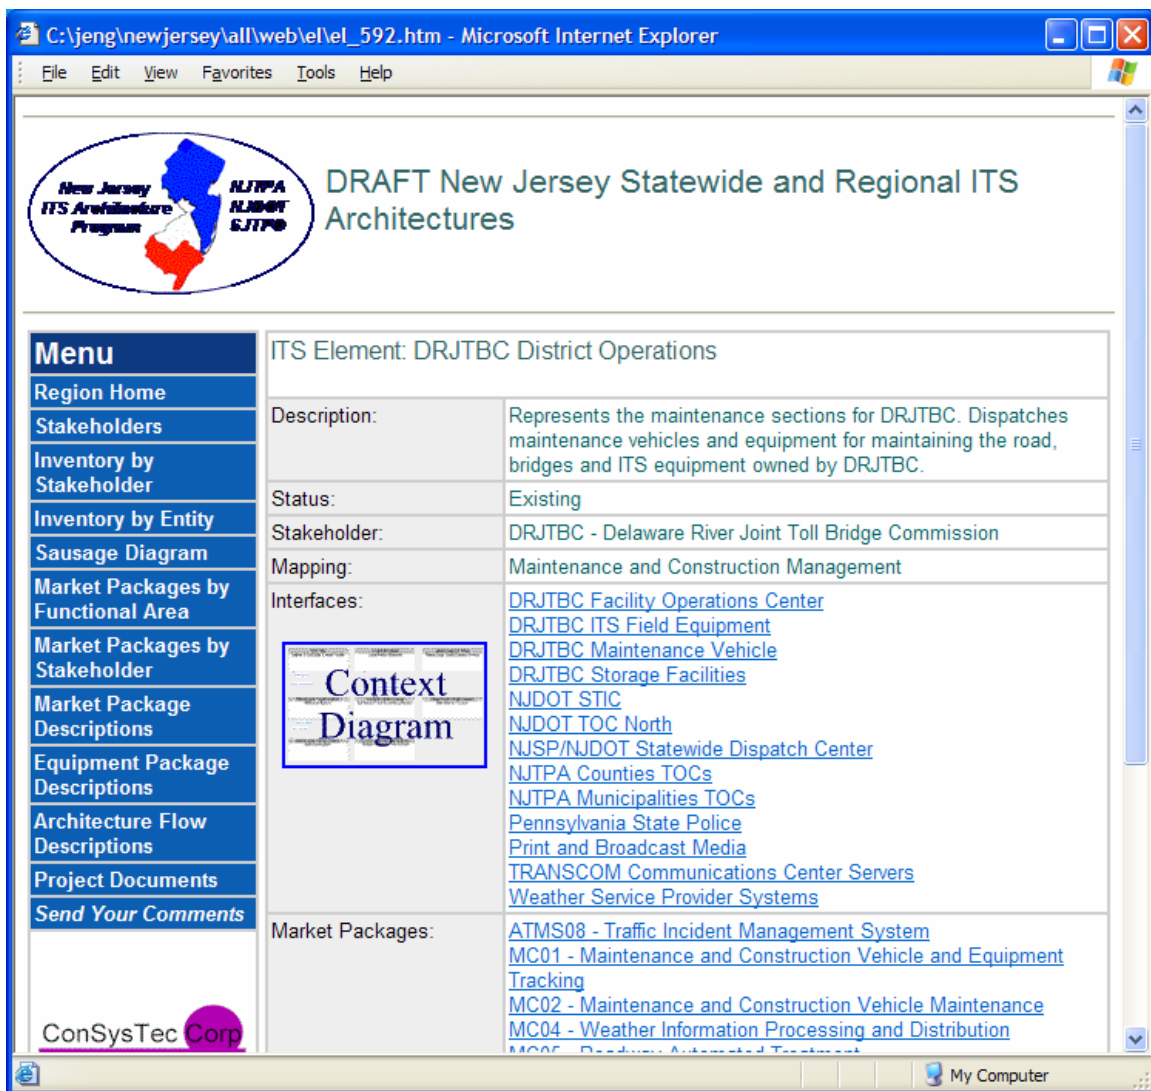 C:\jeng\newjersey\all\web\el\el_592.htm - Microsoft Internet Explorer
File Edit View Favorites Tools Help
New Jersey
ITS Architecture
Program
NJTPA
NJDOT
SJTPO
DRAFT New Jersey Statewide and Regional ITS
Architectures
Menu
Region Home
Stakeholders
Inventory by
Stakeholder
Inventory by Entity
Sausage Diagram
Market Packages by
Functional Area
Market Packages by
Stakeholder
Market Package
Descriptions
Equipment Package
Descriptions
Architecture Flow
Descriptions
Project Documents
Send Your Comments
ConSysTec Corp
ITS Element: DRJTBC District Operations
Description:
Represents the maintenance sections for DRJTBC. Dispatches
maintenance vehicles and equipment for maintaining the road,
bridges and ITS equipment owned by DRJTBC.
Status:
Existing
Stakeholder:
DRJTBC - Delaware River Joint Toll Bridge Commission
Mapping:
Maintenance and Construction Management
Interfaces:
Context
Diagram
DRJTBC Facility Operations Center
DRJTBC ITS Field Equipment
DRJTBC Maintenance Vehicle
DRJTBC Storage Facilities
NJDOT STIC
NJDOT TOC North
NJSP/NJDOT Statewide Dispatch Center
NJTPA Counties TOCs
NJTPA Municipalities TOCs
Pennsylvania State Police
Print and Broadcast Media
TRANSCOM Communications Center Servers
Weather Service Provider Systems
Market Packages:
ATMS08 - Traffic Incident Management System
MC01 - Maintenance and Construction Vehicle and Equipment
Tracking
MC02 - Maintenance and Construction Vehicle Maintenance
MC04 - Weather Information Processing and Distribution
MC05 - Roadway Automated Treatment
My Computer